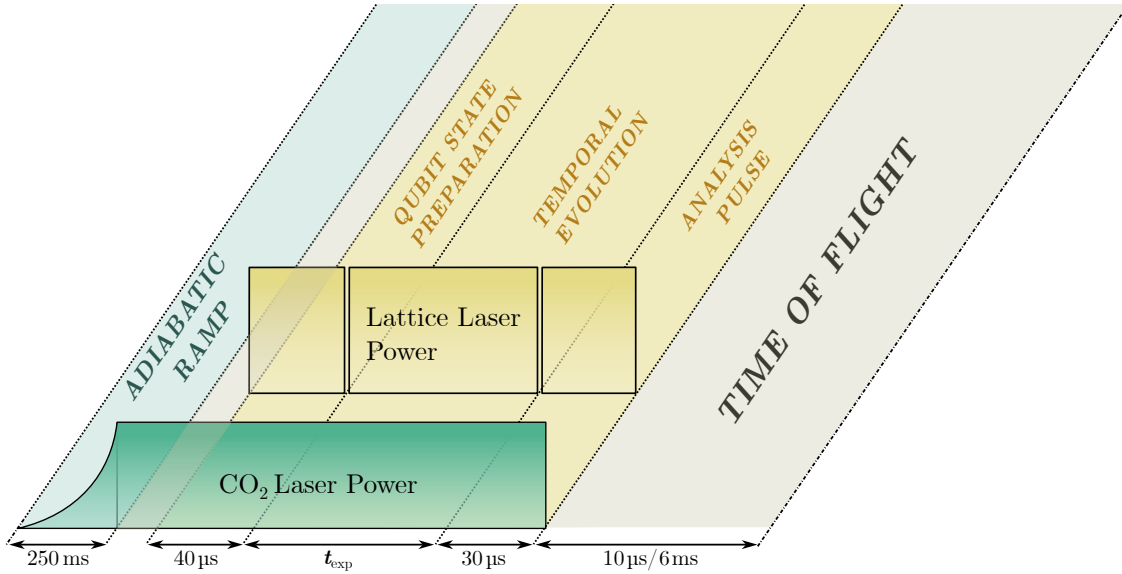 ADIABATIC
RAMP
QUBIT STATE
PREPARATION
TEMPORAL
EVOLUTION
ANALYSIS
PULSE
TIME OF FLIGHT
Lattice Laser
Power
CO₂ Laser Power
250 ms
40 µs
t_exp
30 µs
10 µs/6 ms